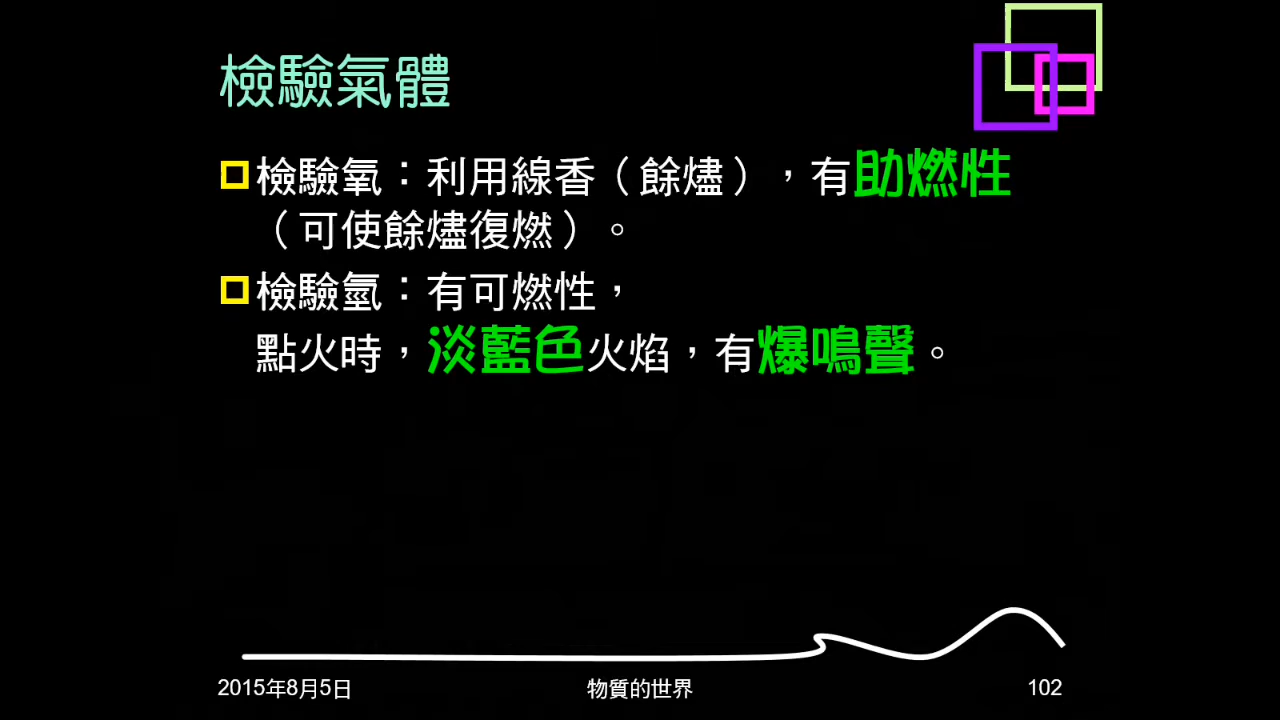 檢驗氣體
檢驗氧：利用線香（餘燼），有助燃性
（可使餘燼復燃）。
檢驗氫：有可燃性，
點火時，淡藍色火焰，有爆鳴聲。
2015年8月5日
物質的世界
102